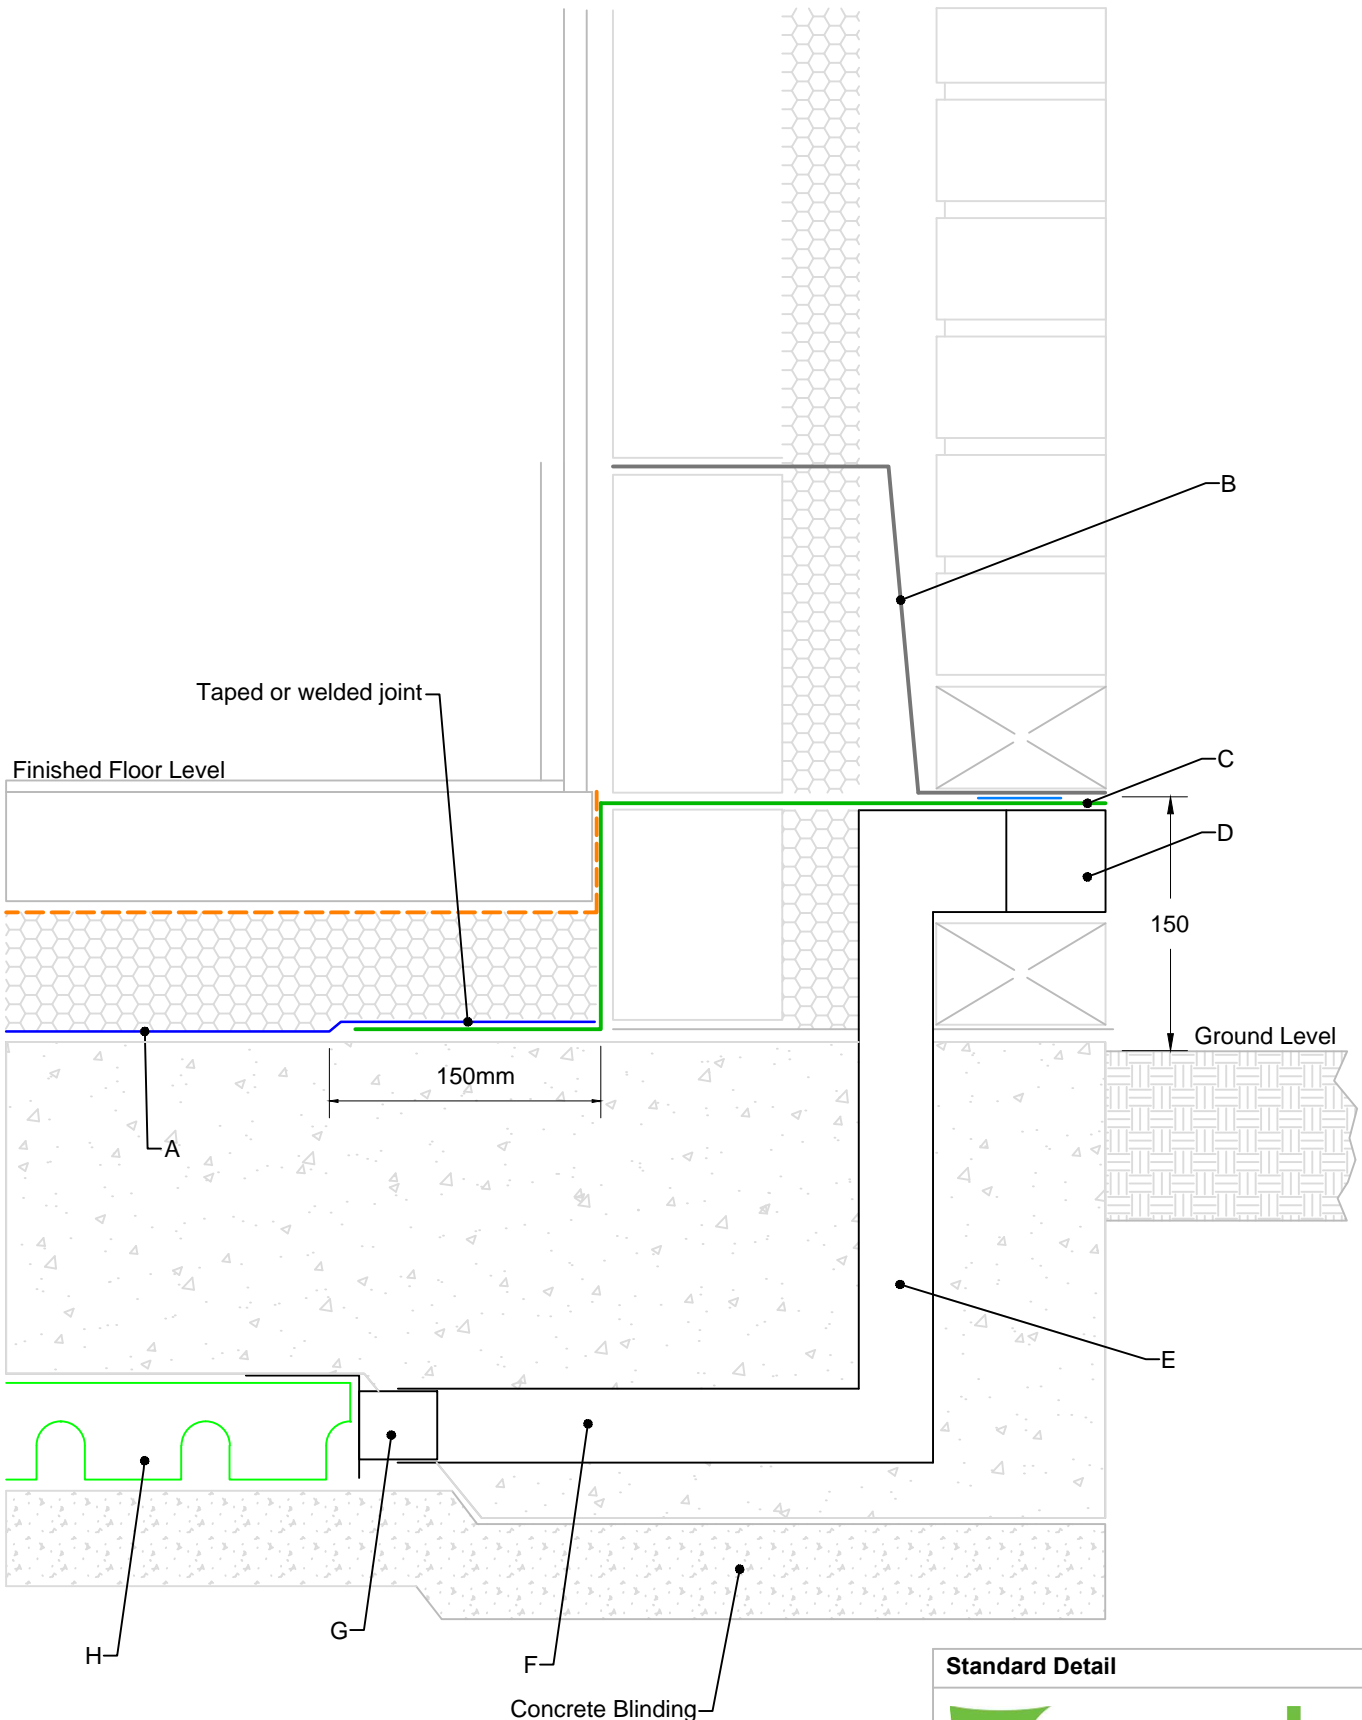 B
Taped or welded joint
C
Finished Floor Level
D
150
Ground Level
150mm
A
E
G
H
F
Standard Detail
Concrete Blinding